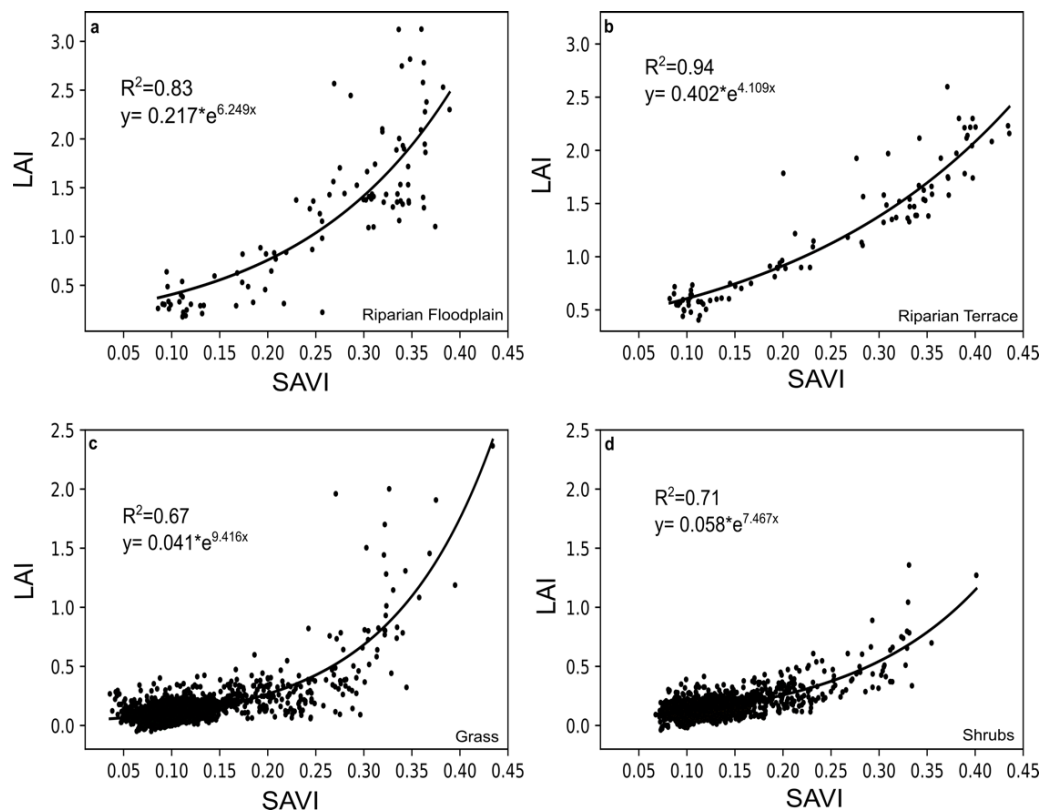 a
R²=0.83
y= 0.217*e^6.249x
Riparian Floodplain
LAI
3.0
2.5
2.0
1.5
1.0
0.5
0.05 0.10 0.15 0.20 0.25 0.30 0.35 0.40 0.45
SAVI
b
R²=0.94
y= 0.402*e^4.109x
Riparian Terrace
LAI
3.0
2.5
2.0
1.5
1.0
0.5
0.05 0.10 0.15 0.20 0.25 0.30 0.35 0.40 0.45
SAVI
c
R²=0.67
y= 0.041*e^9.416x
Grass
LAI
2.5
2.0
1.5
1.0
0.5
0.0
0.05 0.10 0.15 0.20 0.25 0.30 0.35 0.40 0.45
SAVI
d
R²=0.71
y= 0.058*e^7.467x
Shrubs
LAI
2.5
2.0
1.5
1.0
0.5
0.0
0.05 0.10 0.15 0.20 0.25 0.30 0.35 0.40 0.45
SAVI